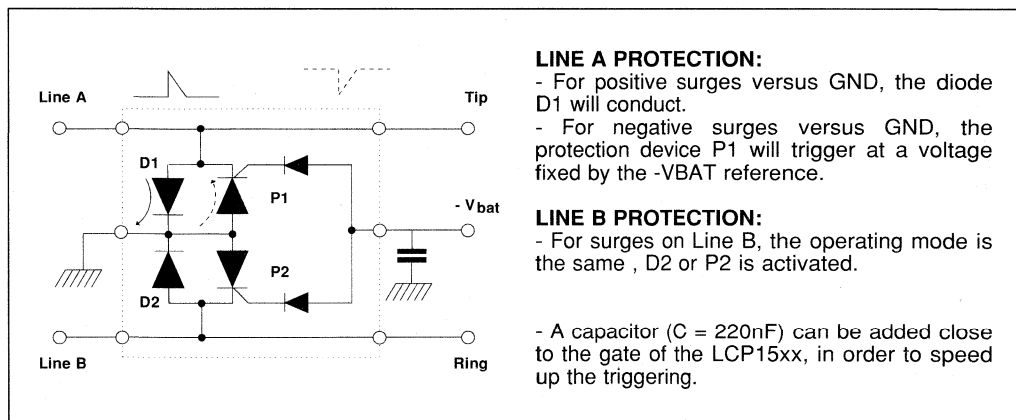 Line A
Tip
D1
P1
- Vbat
P2
D2
Line B
Ring
LINE A PROTECTION:
- For positive surges versus GND, the diode
D1 will conduct.
- For negative surges versus GND, the
protection device P1 will trigger at a voltage
fixed by the -VBAT reference.
LINE B PROTECTION:
- For surges on Line B, the operating mode is
the same , D2 or P2 is activated.
- A capacitor (C = 220nF) can be added close
to the gate of the LCP15xx, in order to speed
up the triggering.